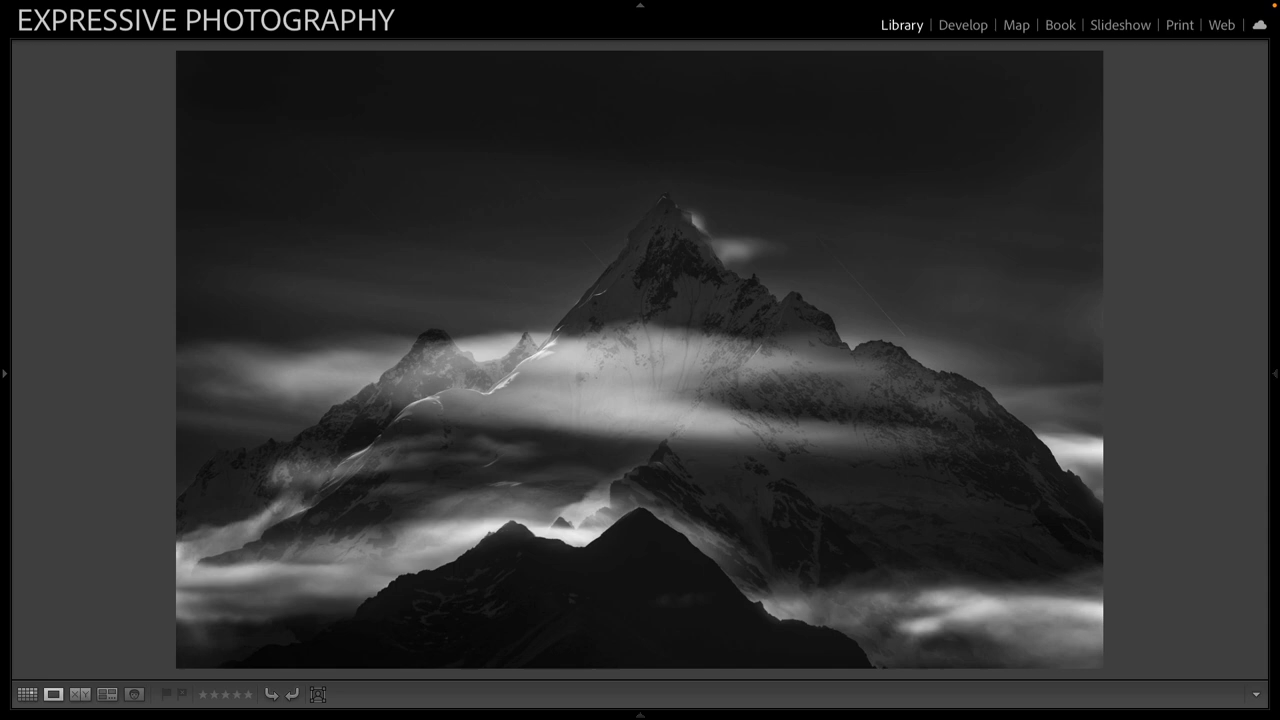 EXPRESSIVE PHOTOGRAPHY
Library | Develop | Map | Book | Slideshow | Print | Web |
X Y